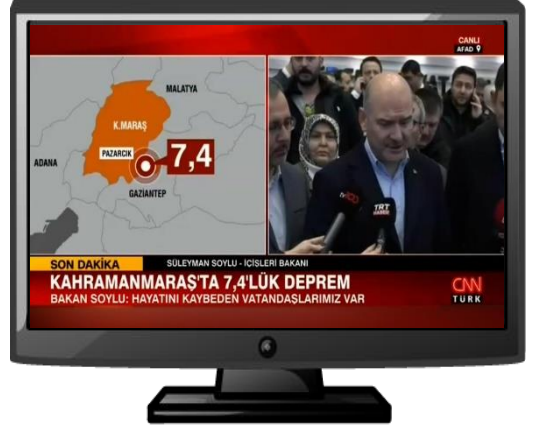 CANLI
AFAD
MALATYA
K.MARAŞ
PAZARCIK
7,4
ADANA
GAZİANTEP
TRT
HABER
SON DAKİKA
SÜLEYMAN SOYLU - İÇİŞLERİ BAKANI
KAHRAMANMARAŞ'TA 7,4'LÜK DEPREM
BAKAN SOYLU: HAYATINI KAYBEDEN VATANDAŞLARIMIZ VAR
CNN
TÜRK